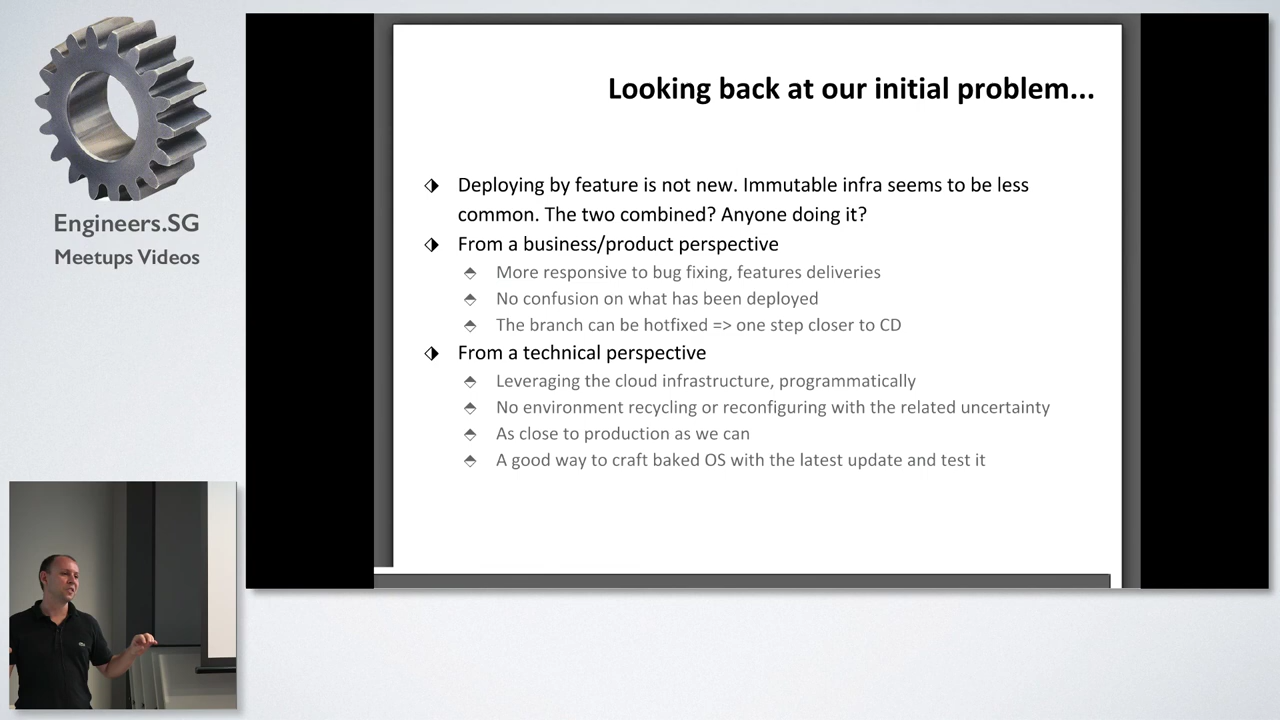 Engineers.SG
Meetups Videos
Looking back at our initial problem...
Deploying by feature is not new. Immutable infra seems to be less
common. The two combined? Anyone doing it?
From a business/product perspective
More responsive to bug fixing, features deliveries
No confusion on what has been deployed
The branch can be hotfixed => one step closer to CD
From a technical perspective
Leveraging the cloud infrastructure, programmatically
No environment recycling or reconfiguring with the related uncertainty
As close to production as we can
A good way to craft baked OS with the latest update and test it